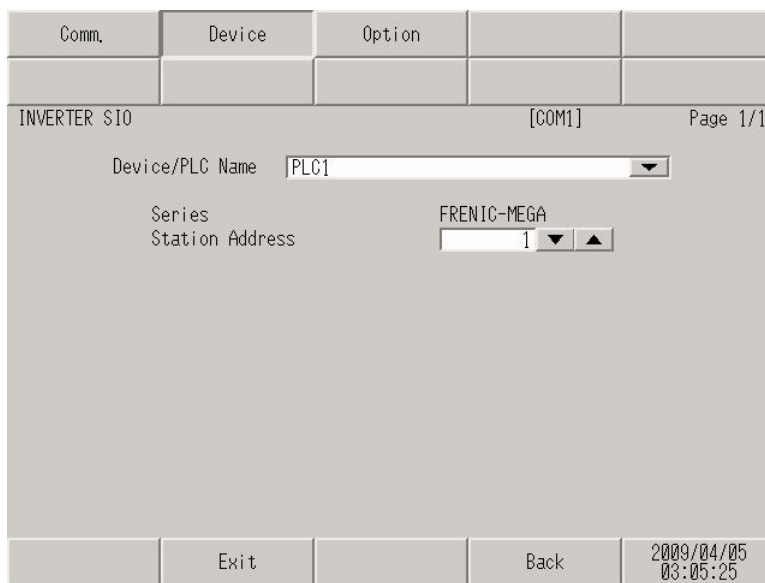 Comm. Device Option
INVERTER SIO [COM1] Page 1/1
Device/PLC Name PLC1
Series FRENIC-MEGA
Station Address 1
Exit Back 2009/04/05
03:05:25